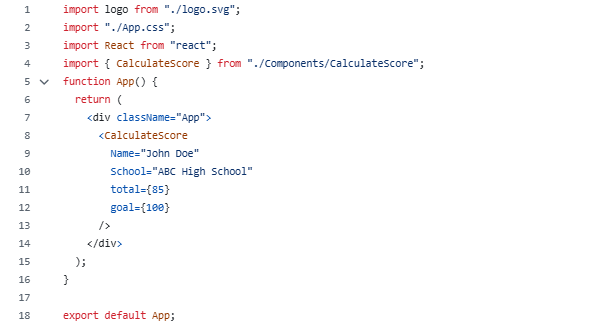 1 import logo from "./logo.svg";
2 import "./App.css";
3 import React from "react";
4 import { CalculateScore } from "./Components/CalculateScore";
5 function App() {
6 return (
7 <div className="App">
8 <CalculateScore
9 Name="John Doe"
10 School="ABC High School"
11 total={85}
12 goal={100}
13 />
14 </div>
15 );
16 }
17
18 export default App;